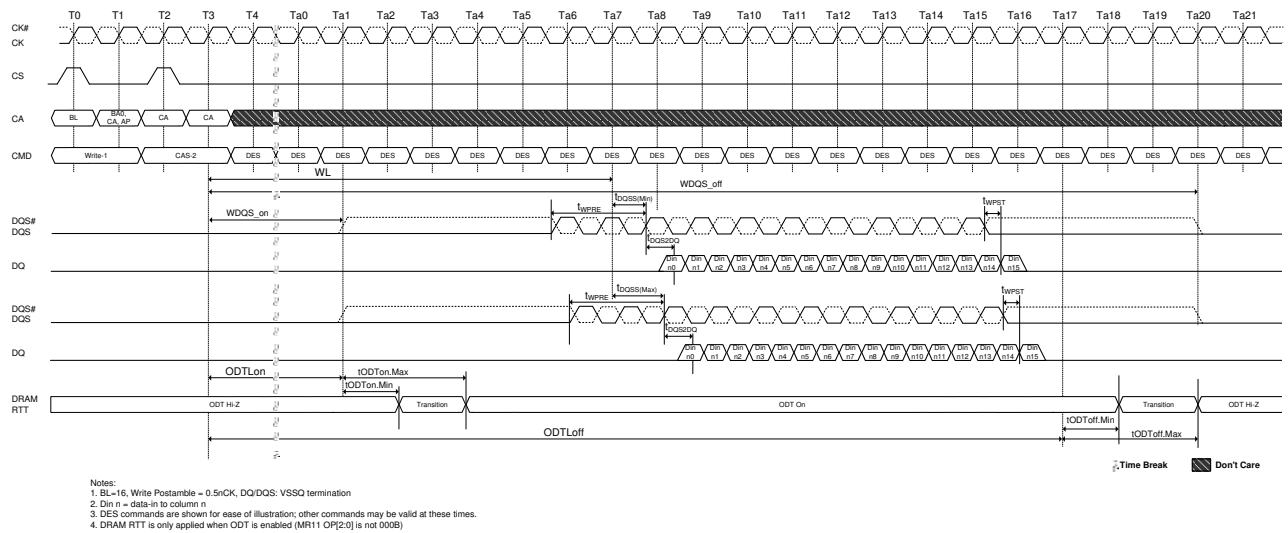 T0 T1 T2 T3 T4 Ta0 Ta1 Ta2 Ta3 Ta4 Ta5 Ta6 Ta7 Ta8 Ta9 Ta10 Ta11 Ta12 Ta13 Ta14 Ta15 Ta16 Ta17 Ta18 Ta19 Ta20 Ta21
CK#
CK
CS
CA BL BA0, CA, AP CA CA
CMD Write-1 CAS-2 DES DES DES DES DES DES DES DES DES DES DES DES DES DES DES DES DES DES DES DES DES DES DES
WL
WDQS_off
WDQS_on
tDQSS(Min)
tWPRE
tWPST
DQS#
DQS
tDQS2DQ
DQ Din n0 Din n1 Din n2 Din n3 Din n4 Din n5 Din n6 Din n7 Din n8 Din n9 Din n10 Din n11 Din n12 Din n13 Din n14 Din n15
tDQSS(Max)
tWPRE
tWPST
DQS#
DQS
tDQS2DQ
DQ Din n0 Din n1 Din n2 Din n3 Din n4 Din n5 Din n6 Din n7 Din n8 Din n9 Din n10 Din n11 Din n12 Din n13 Din n14 Din n15
ODTLon tODTon.Max
tODTon.Min
DRAM
RTT
ODT Hi-Z Transition ODT On Transition ODT Hi-Z
tODToff.Min
ODTLoff tODToff.Max
Time Break Don't Care
Notes:
1. BL=16, Write Postamble = 0.5nCK, DQ/DQS: VSSQ termination
2. Din n = data-in to column n
3. DES commands are shown for ease of illustration; other commands may be valid at these times.
4. DRAM RTT is only applied when ODT is enabled (MR11 OP[2:0] is not 000B)